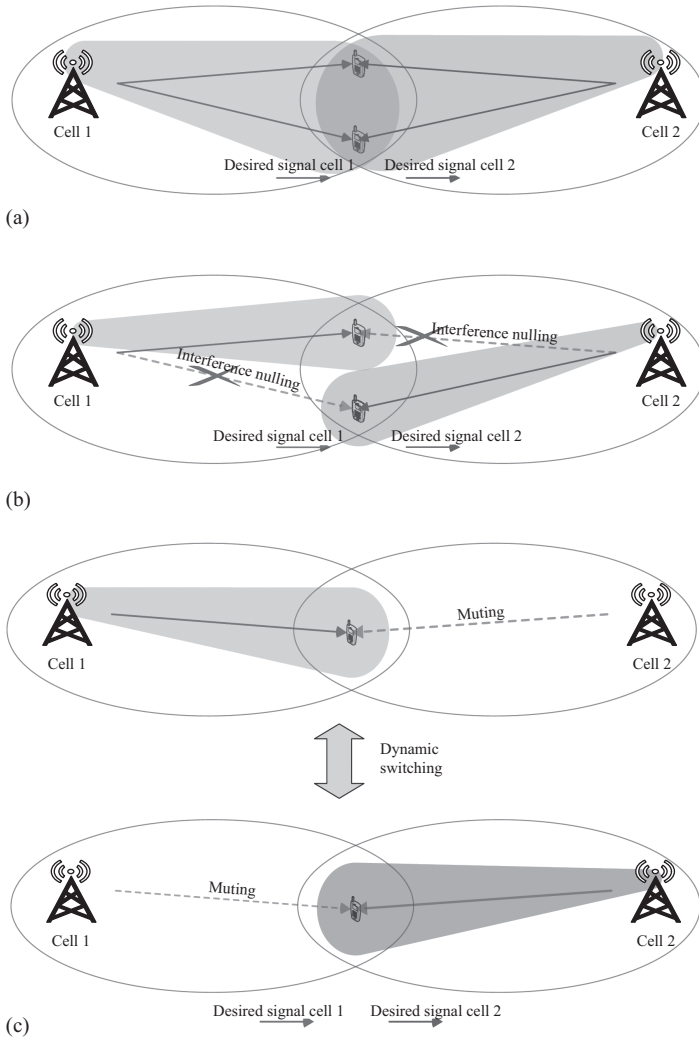 Cell 1
Cell 2
Desired signal cell 1
Desired signal cell 2
(a)
Interference nulling
Interference nulling
Cell 1
Cell 2
Desired signal cell 1
Desired signal cell 2
(b)
Muting
Cell 1
Cell 2
Dynamic
switching
Muting
Cell 1
Cell 2
Desired signal cell 1
Desired signal cell 2
(c)